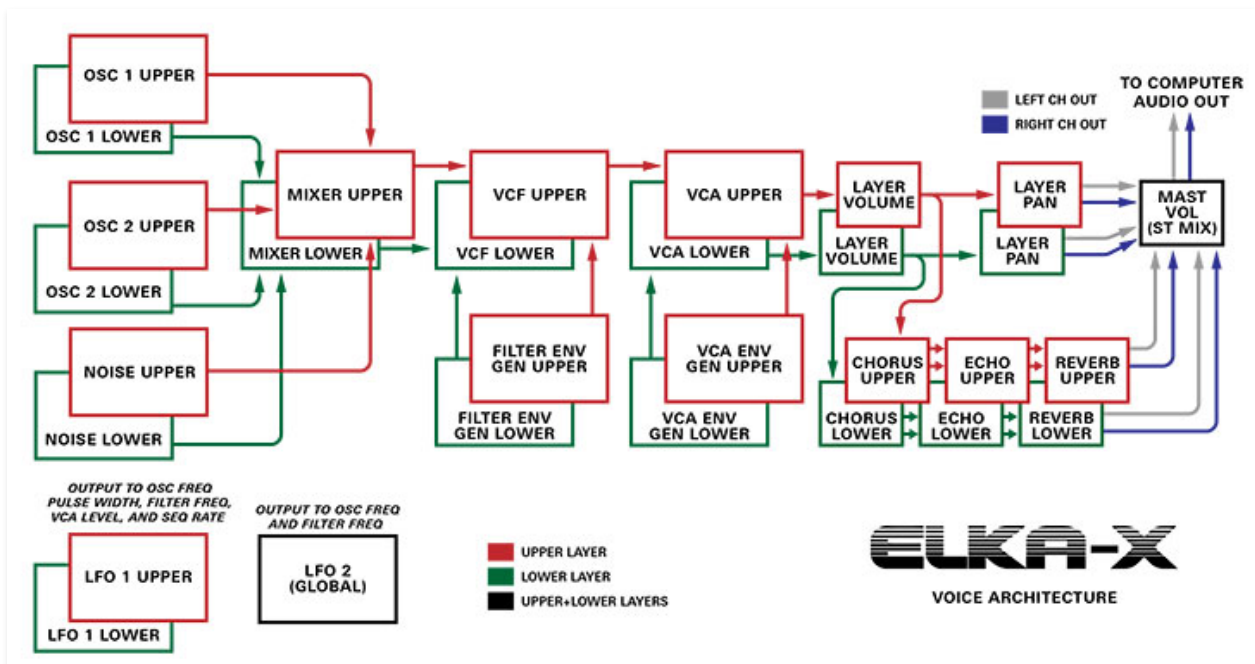 OSC 1 UPPER
OSC 1 LOWER
OSC 2 UPPER
OSC 2 LOWER
NOISE UPPER
NOISE LOWER
MIXER UPPER
MIXER LOWER
VCF UPPER
VCF LOWER
FILTER ENV
GEN UPPER
FILTER ENV
GEN LOWER
VCA UPPER
VCA LOWER
VCA ENV
GEN UPPER
VCA ENV
GEN LOWER
LAYER
VOLUME
LAYER
VOLUME
LAYER
PAN
LAYER
PAN
CHORUS
UPPER
CHORUS
LOWER
ECHO
UPPER
ECHO
LOWER
REVERB
UPPER
REVERB
LOWER
LEFT CH OUT
RIGHT CH OUT
TO COMPUTER
AUDIO OUT
MAST
VOL
(ST MIX)
OUTPUT TO OSC FREQ
PULSE WIDTH, FILTER FREQ,
VCA LEVEL, AND SEQ RATE
LFO 1 UPPER
LFO 1 LOWER
OUTPUT TO OSC FREQ
AND FILTER FREQ
LFO 2
(GLOBAL)
UPPER LAYER
LOWER LAYER
UPPER+LOWER LAYERS
ELKA-X
VOICE ARCHITECTURE